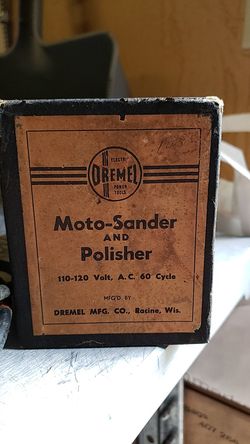 ELECTRIC
DREMEL
POWER
TOOLS
Moto-Sander
AND
Polisher
110-120 Volt, A.C. 60 Cycle
MF'G'D. BY
DREMEL MFG. CO., Racine, Wis.